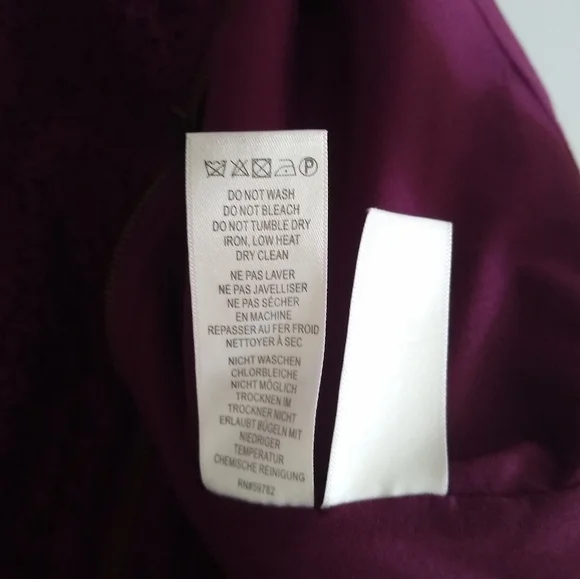 P
DO NOT WASH
DO NOT BLEACH
DO NOT TUMBLE DRY
IRON, LOW HEAT
DRY CLEAN
NE PAS LAVER
NE PAS JAVELLISER
NE PAS SÉCHER
EN MACHINE
REPASSER AU FER FROID
NETTOYER À SEC
NICHT WASCHEN
CHLORBLEICHE
NICHT MÖGLICH
TROCKNEN IM
TROCKNER NICHT
ERLAUBT BÜGELN MIT
NIEDRIGER
TEMPERATUR
CHEMISCHE REINIGUNG
RN#59782